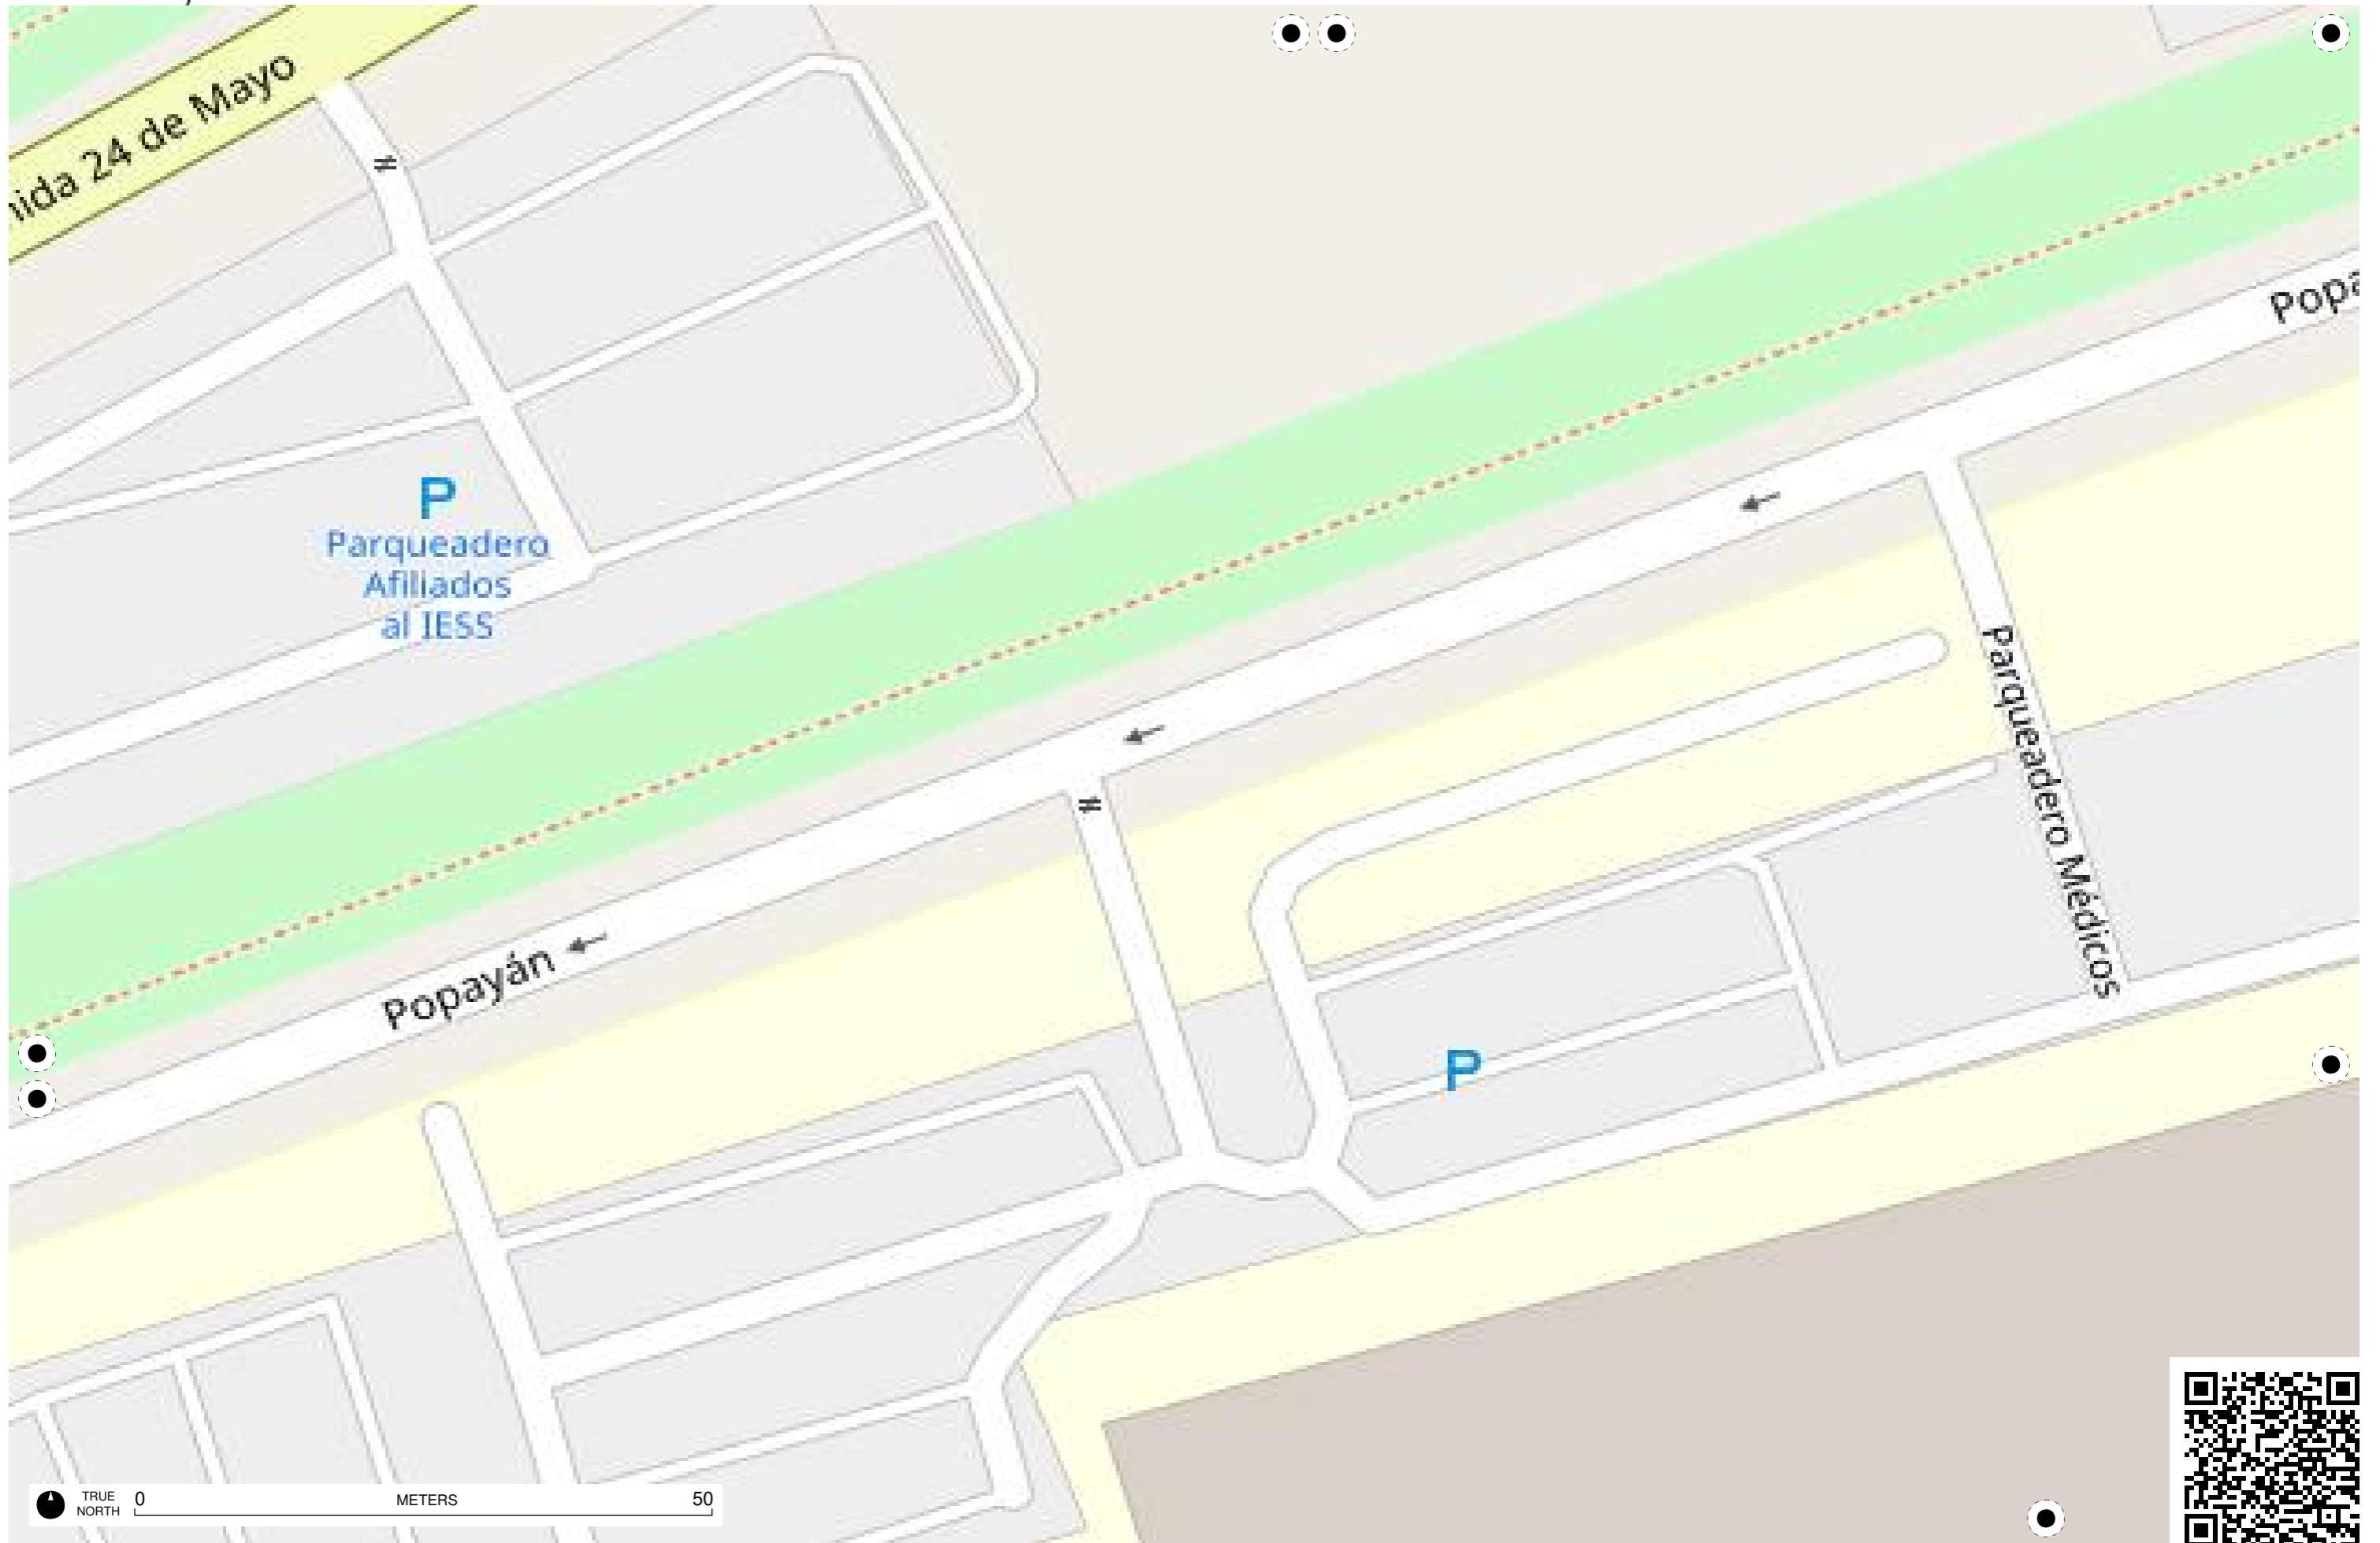 nida 24 de Mayo
Popa
P
Parqueadero
Afiliados
al IESS
Parqueadero Médicos
Popayán
P
TRUE
NORTH
0 METERS 50